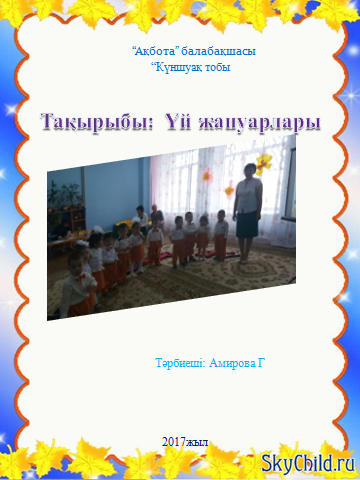 “Ақбота” балабақшасы
“Күншуақ тобы
Тақырыбы: Үй жануарлары
Тәрбиеші: Амирова Г
2017жыл
SkyChild.ru